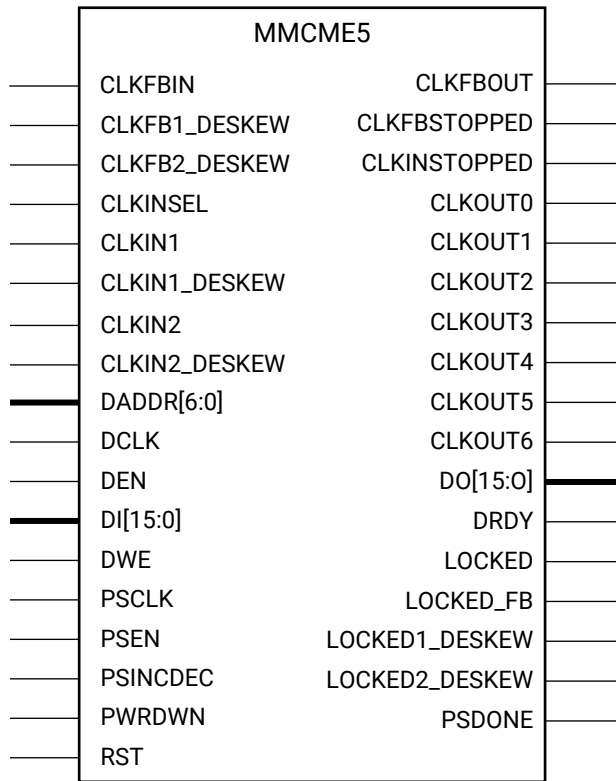 MMCME5
CLKFBIN
CLKFB1_DESKEW
CLKFB2_DESKEW
CLKINSEL
CLKIN1
CLKIN1_DESKEW
CLKIN2
CLKIN2_DESKEW
DADDR[6:0]
DCLK
DEN
DI[15:0]
DWE
PSCLK
PSEN
PSINCDEC
PWRDWN
RST
CLKFBOUT
CLKFBSTOPPED
CLKINSTOPPED
CLKOUT0
CLKOUT1
CLKOUT2
CLKOUT3
CLKOUT4
CLKOUT5
CLKOUT6
DO[15:O]
DRDY
LOCKED
LOCKED_FB
LOCKED1_DESKEW
LOCKED2_DESKEW
PSDONE